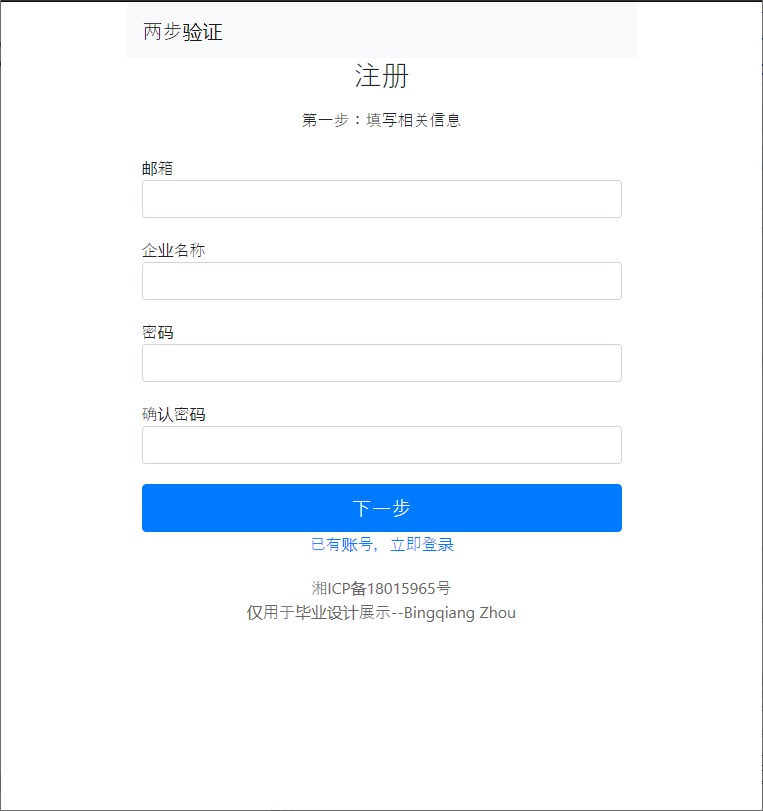 两步验证
注册
第一步：填写相关信息
邮箱
企业名称
密码
确认密码
下一步
已有账号，立即登录
湘ICP备18015965号
仅用于毕业设计展示--Bingqiang Zhou